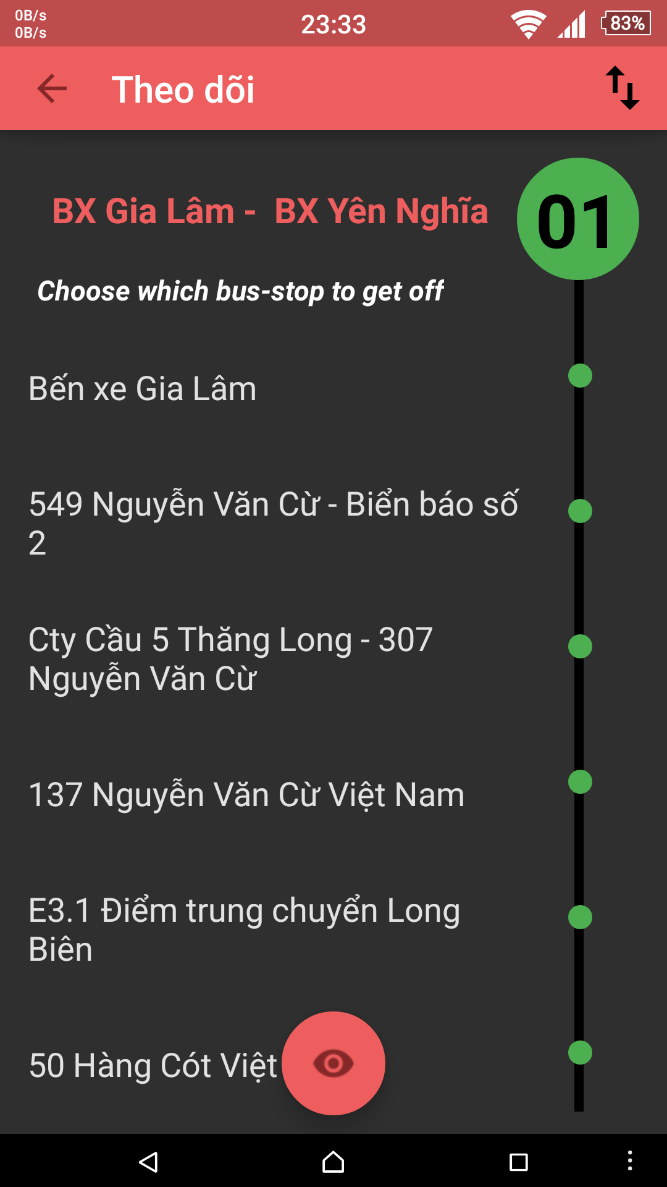 0B/s
0B/s
23:33
83%
Theo dõi
BX Gia Lâm - BX Yên Nghĩa
01
Choose which bus-stop to get off
Bến xe Gia Lâm
549 Nguyễn Văn Cừ - Biển báo số
2
Cty Cầu 5 Thăng Long - 307
Nguyễn Văn Cừ
137 Nguyễn Văn Cừ Việt Nam
E3.1 Điểm trung chuyển Long
Biên
50 Hàng Cót Việt